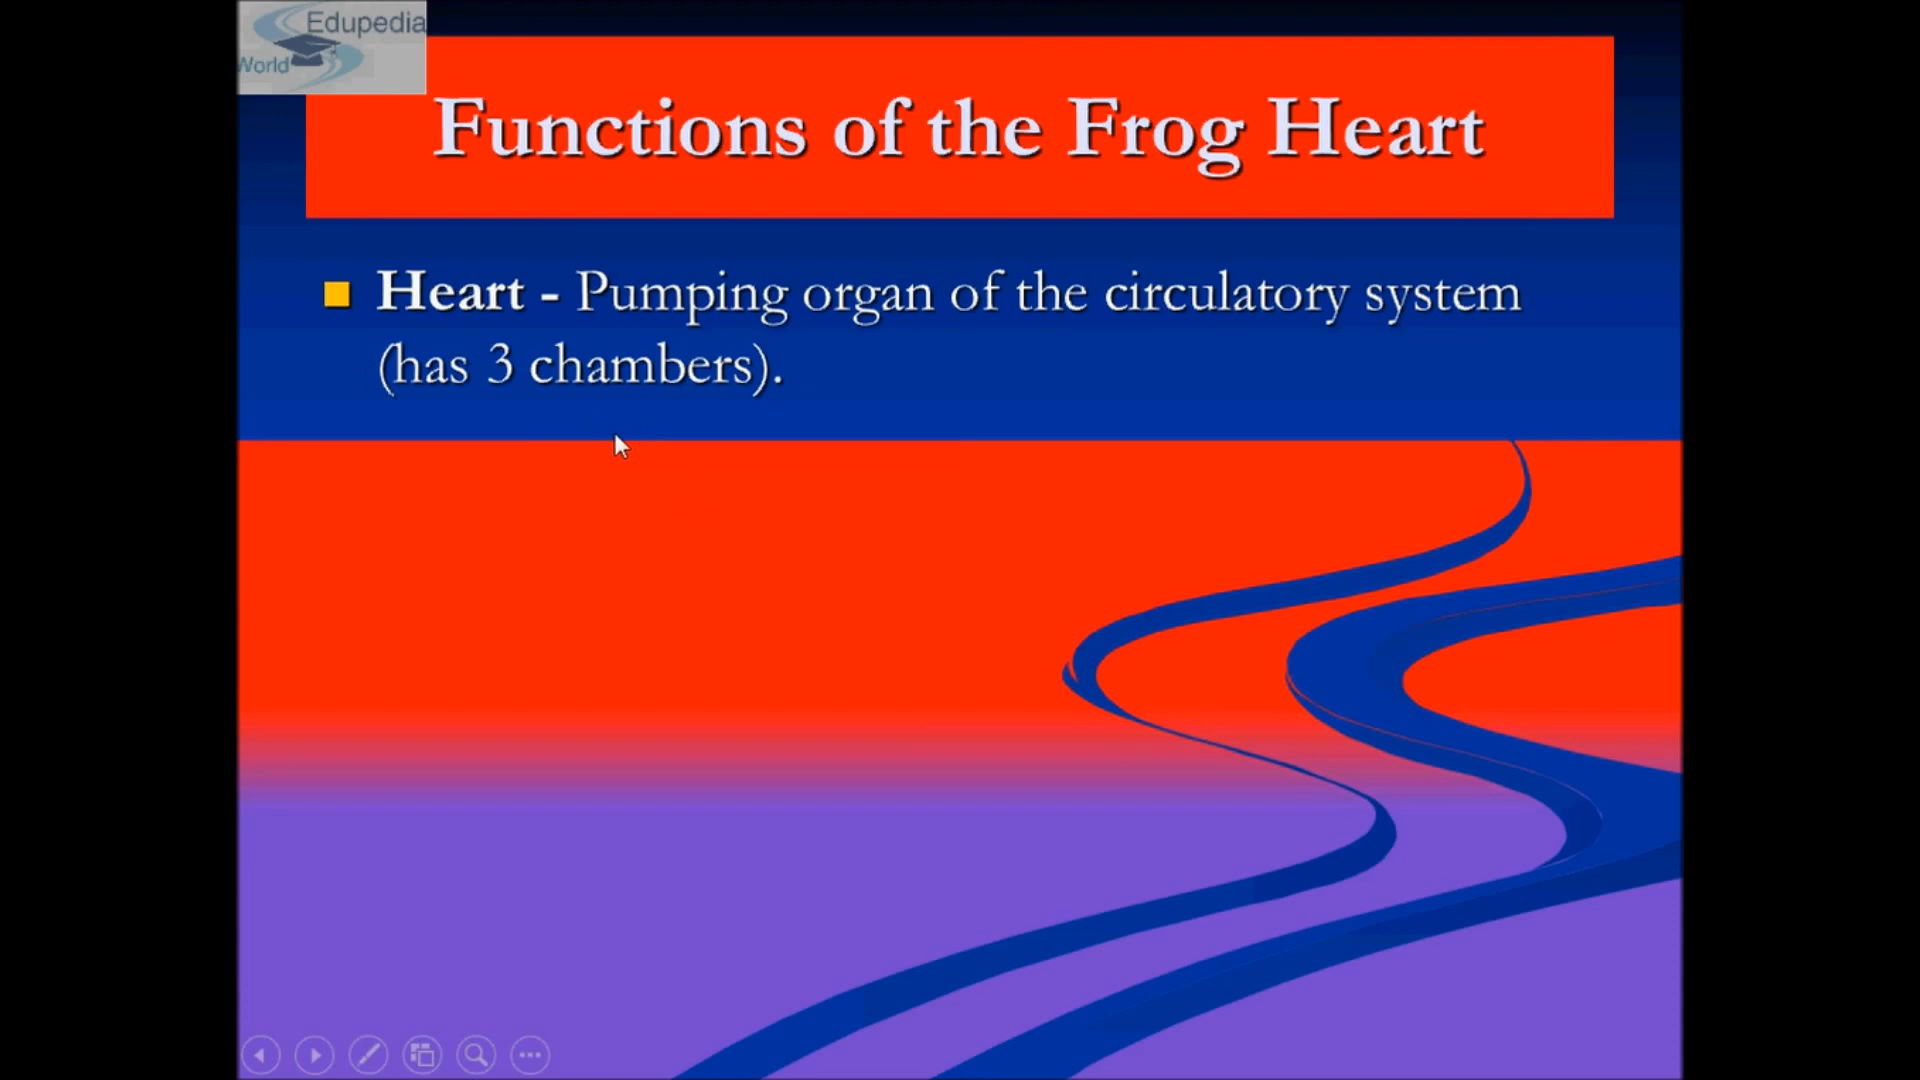 Edupedia
World
Functions of the Frog Heart
Heart - Pumping organ of the circulatory system
(has 3 chambers).